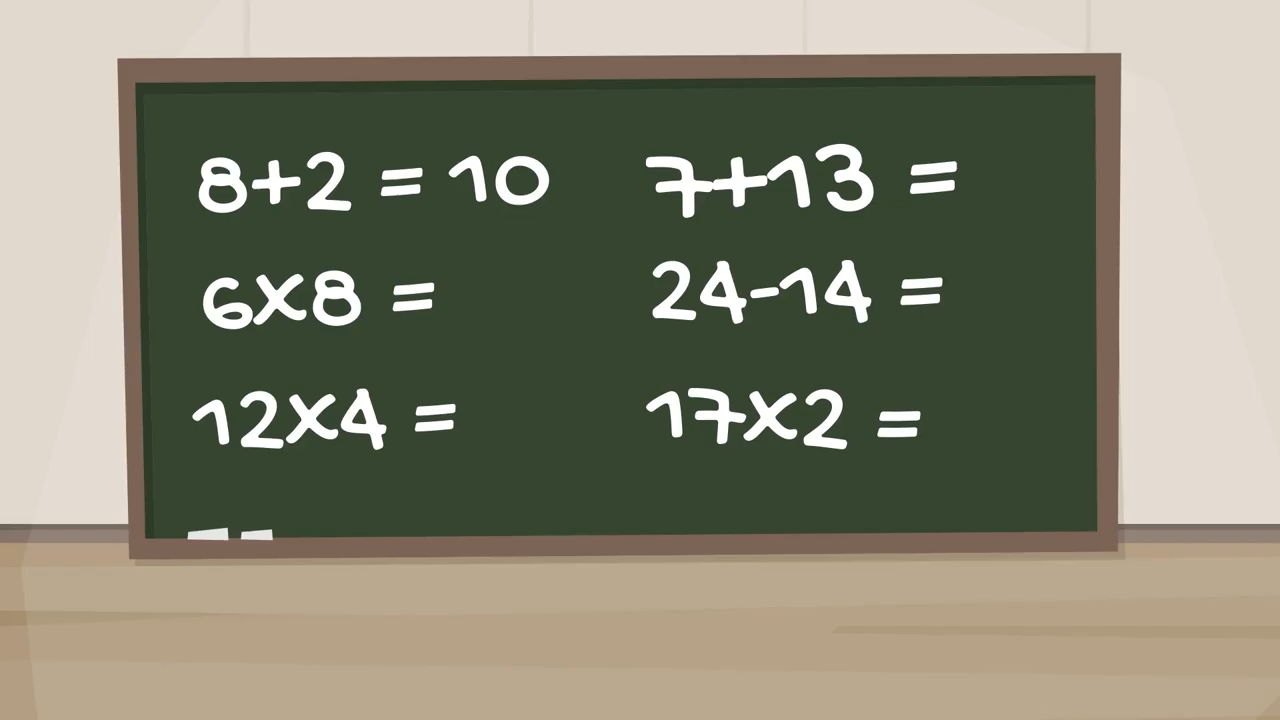 8+2 = 10
6x8 =
12x4 =
7+13 =
24-14 =
17x2 =